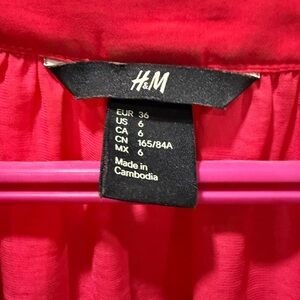 H&M
EUR 36
US 6
CA 6
CN 165/84A
MX 6
Made in
Cambodia